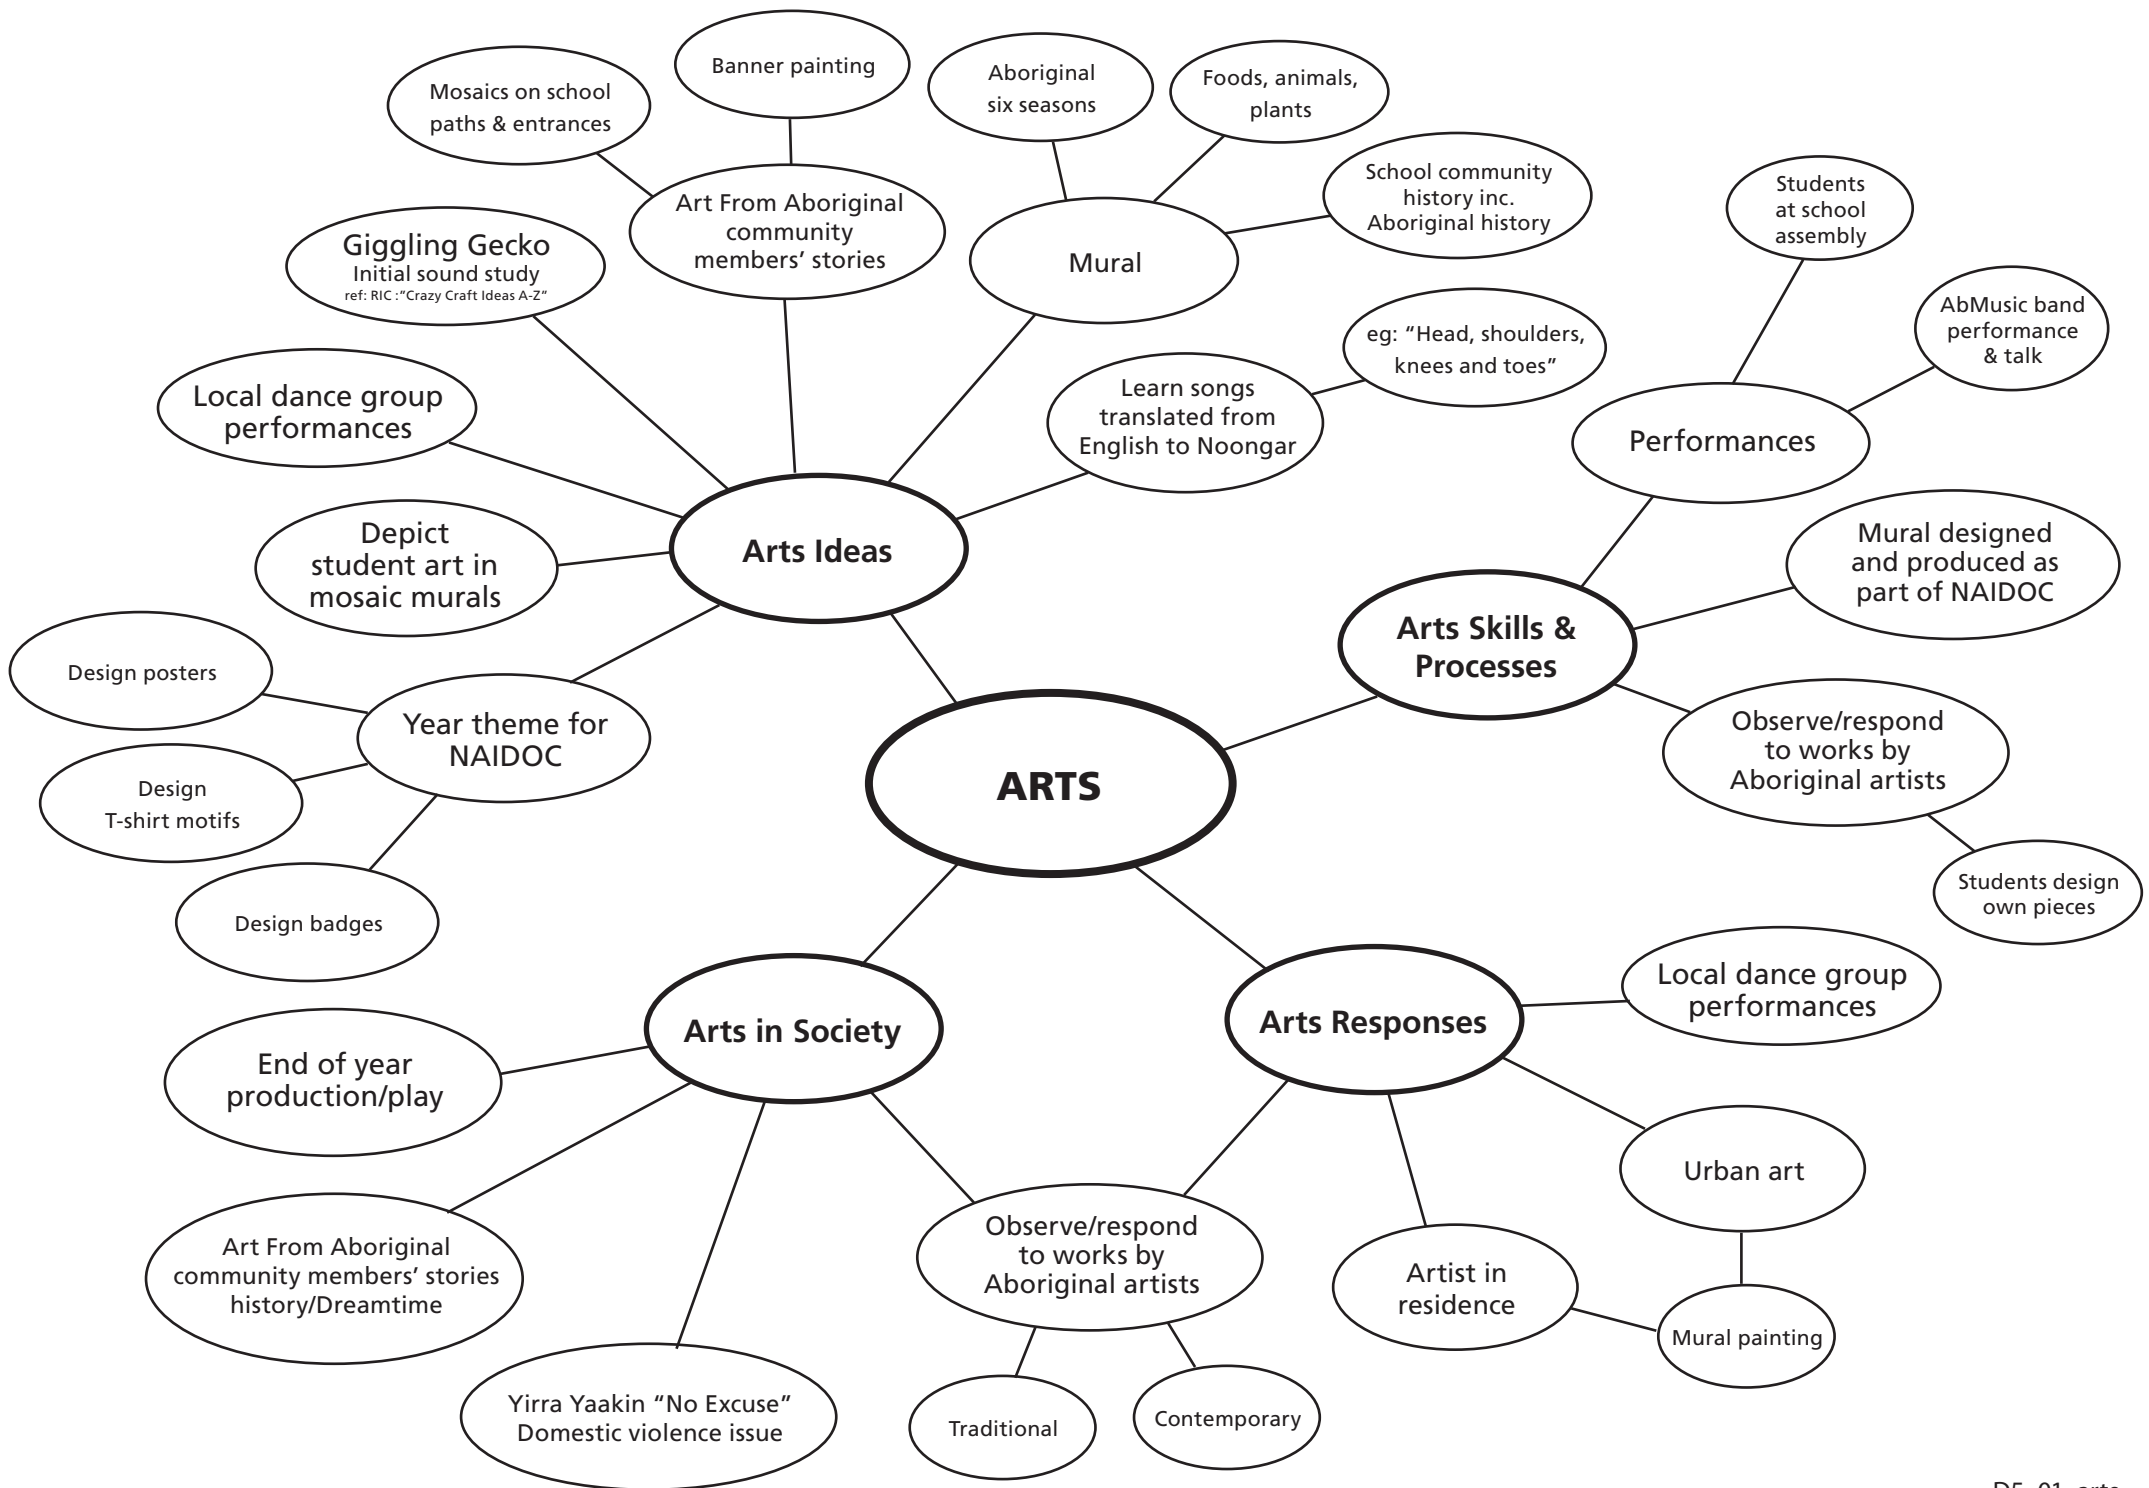 Banner painting
Mosaics on school
paths & entrances
Aboriginal
six seasons
Foods, animals,
plants
School community
history inc.
Aboriginal history
Students
at school
assembly
Art From Aboriginal
community
members’ stories
Giggling Gecko
Initial sound study
ref: RIC :“Crazy Craft Ideas A-Z”
Mural
AbMusic band
performance
& talk
eg: “Head, shoulders,
knees and toes”
Learn songs
translated from
English to Noongar
Local dance group
performances
Performances
Depict
student art in
mosaic murals
Arts Ideas
Mural designed
and produced as
part of NAIDOC
Arts Skills &
Processes
Design posters
Year theme for
NAIDOC
Observe/respond
to works by
Aboriginal artists
Design
T-shirt motifs
ARTS
Students design
own pieces
Design badges
Local dance group
performances
Arts in Society
Arts Responses
End of year
production/play
Urban art
Art From Aboriginal
community members’ stories
history/Dreamtime
Observe/respond
to works by
Aboriginal artists
Artist in
residence
Mural painting
Yirra Yaakin “No Excuse”
Domestic violence issue
Traditional
Contemporary